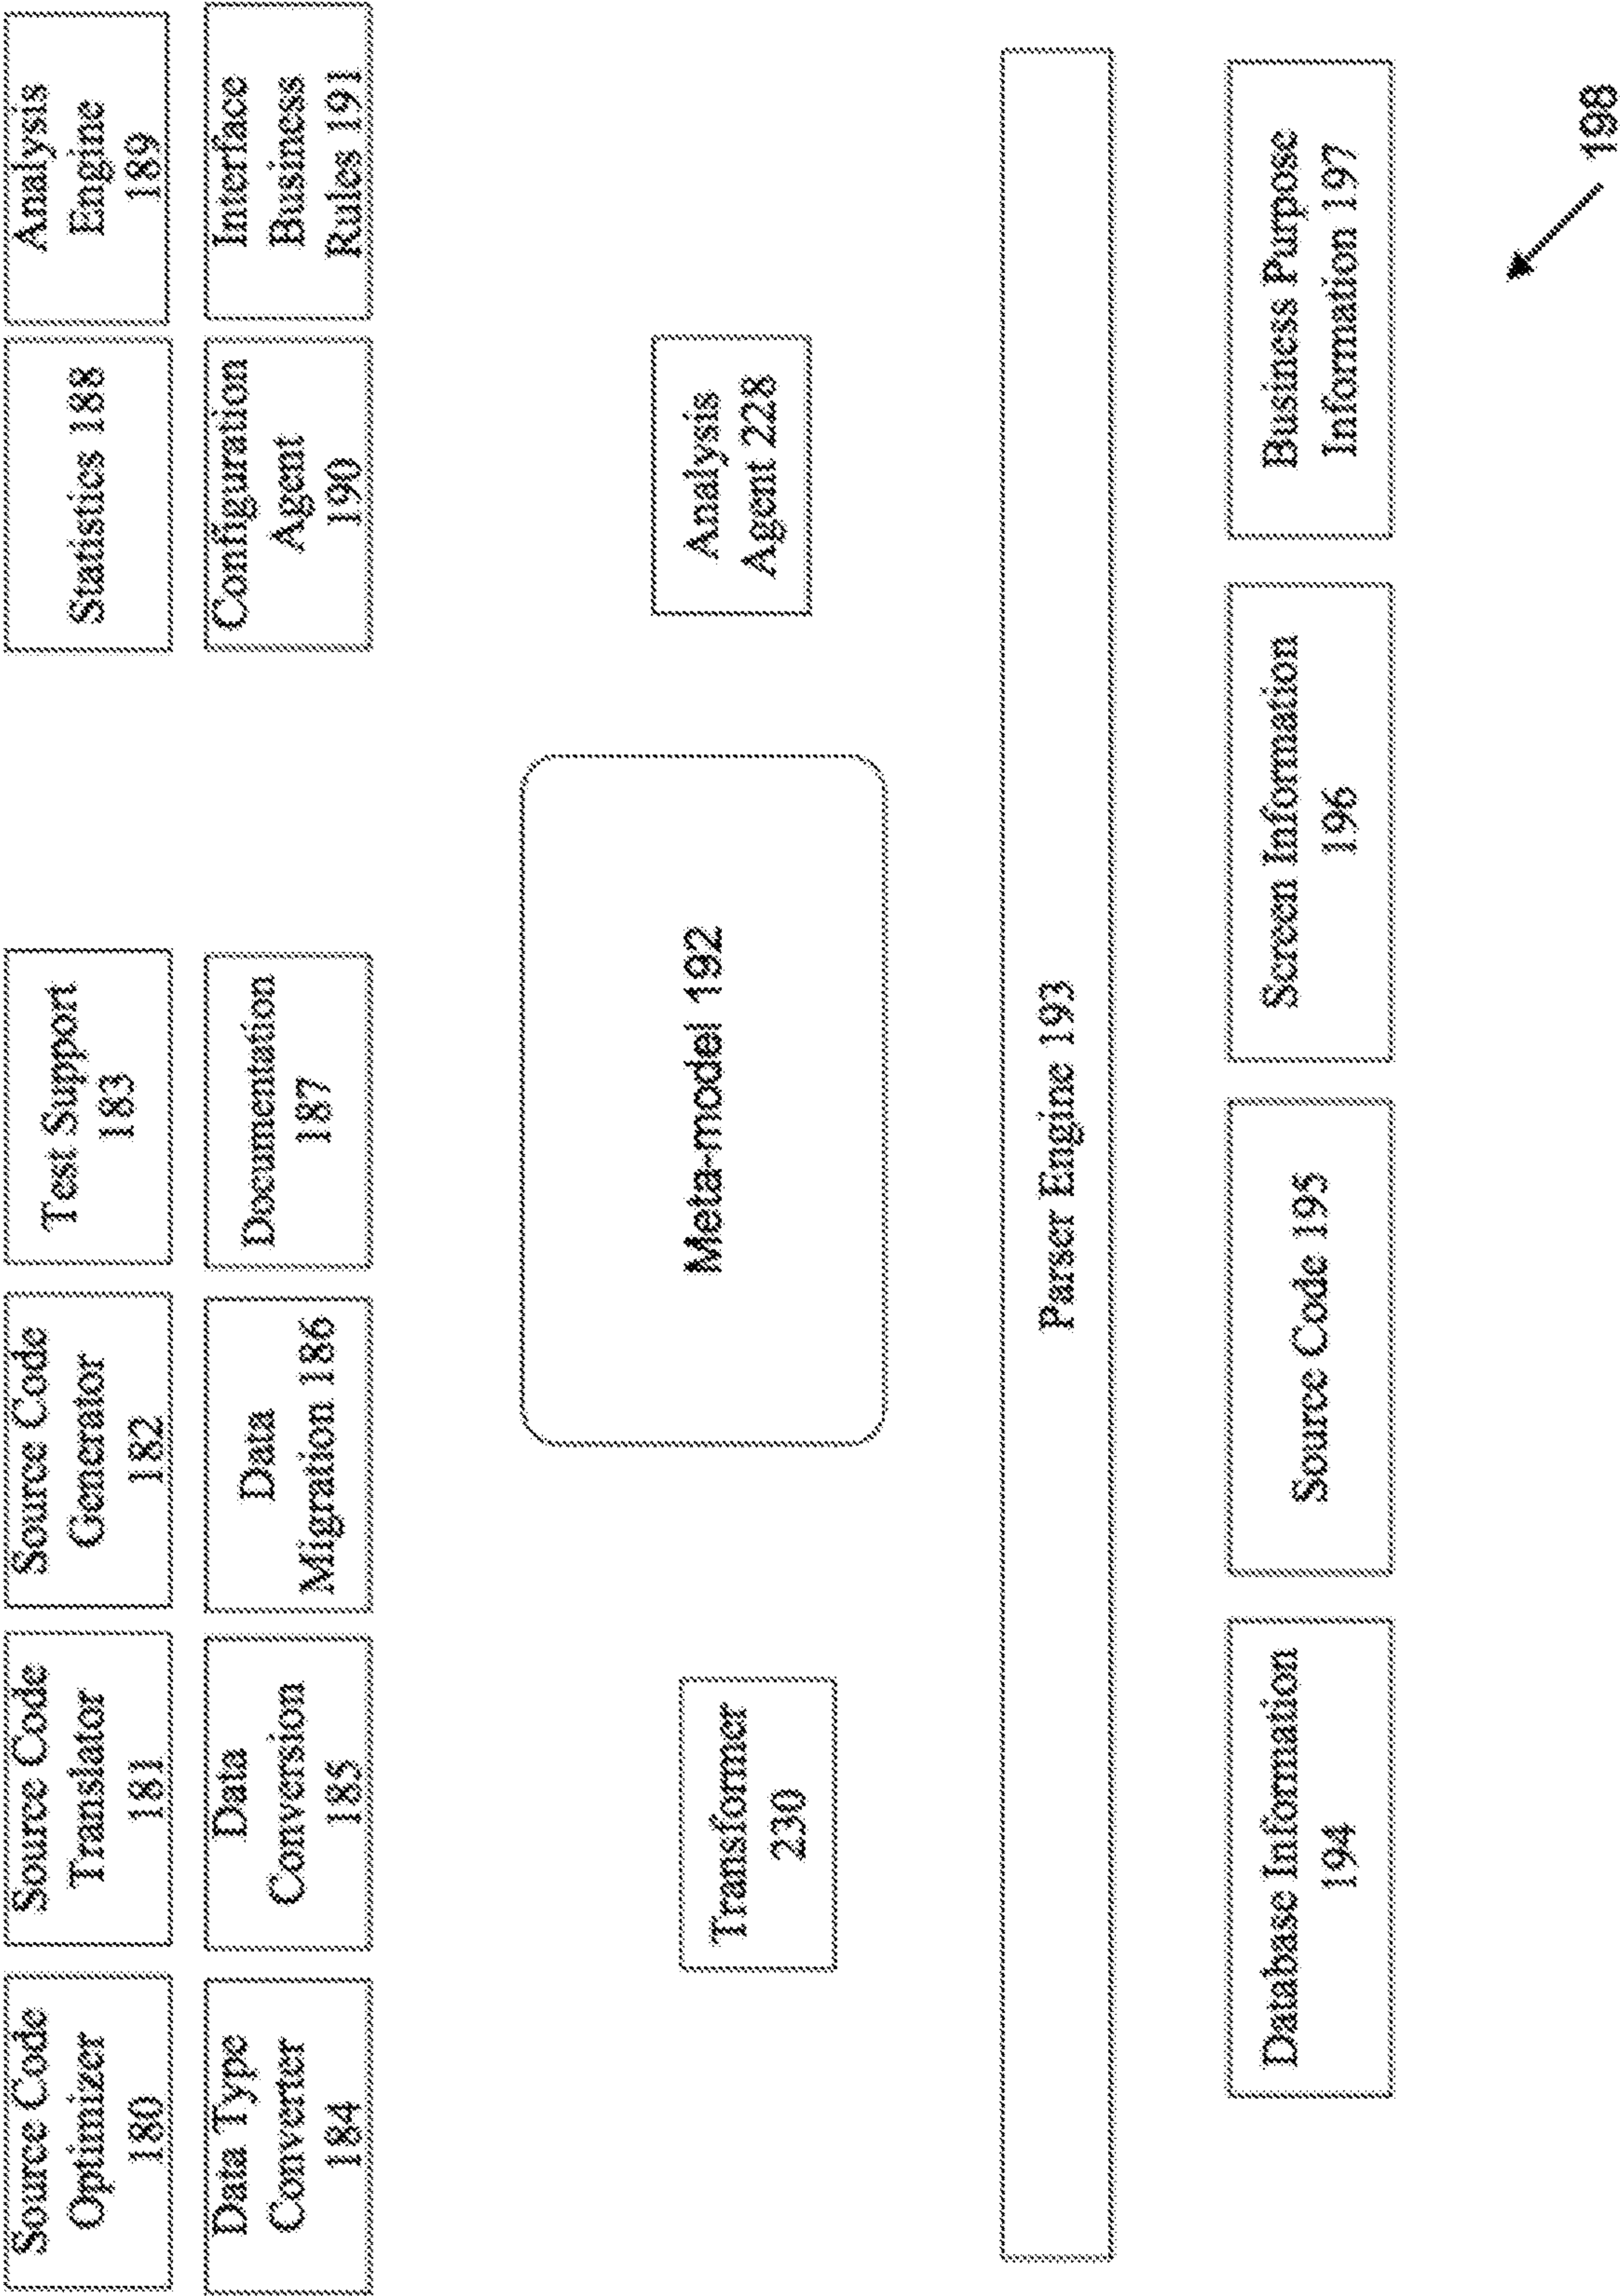 Source Code
Optimizer
180
Source Code
Translator
181
Source Code
Generator
182
Test Support
183
Statistics 188
Analysis
Engine
189
Data Type
Converter
184
Data
Conversion
185
Data
Migration 186
Documentation
187
Configuration
Agent
190
Interface
Business
Rules 191
Transformer
230
Meta-model 192
Analysis
Agent 228
Parser Engine 193
Database Information
194
Source Code 195
Screen Information
196
Business Purpose
Information 197
198